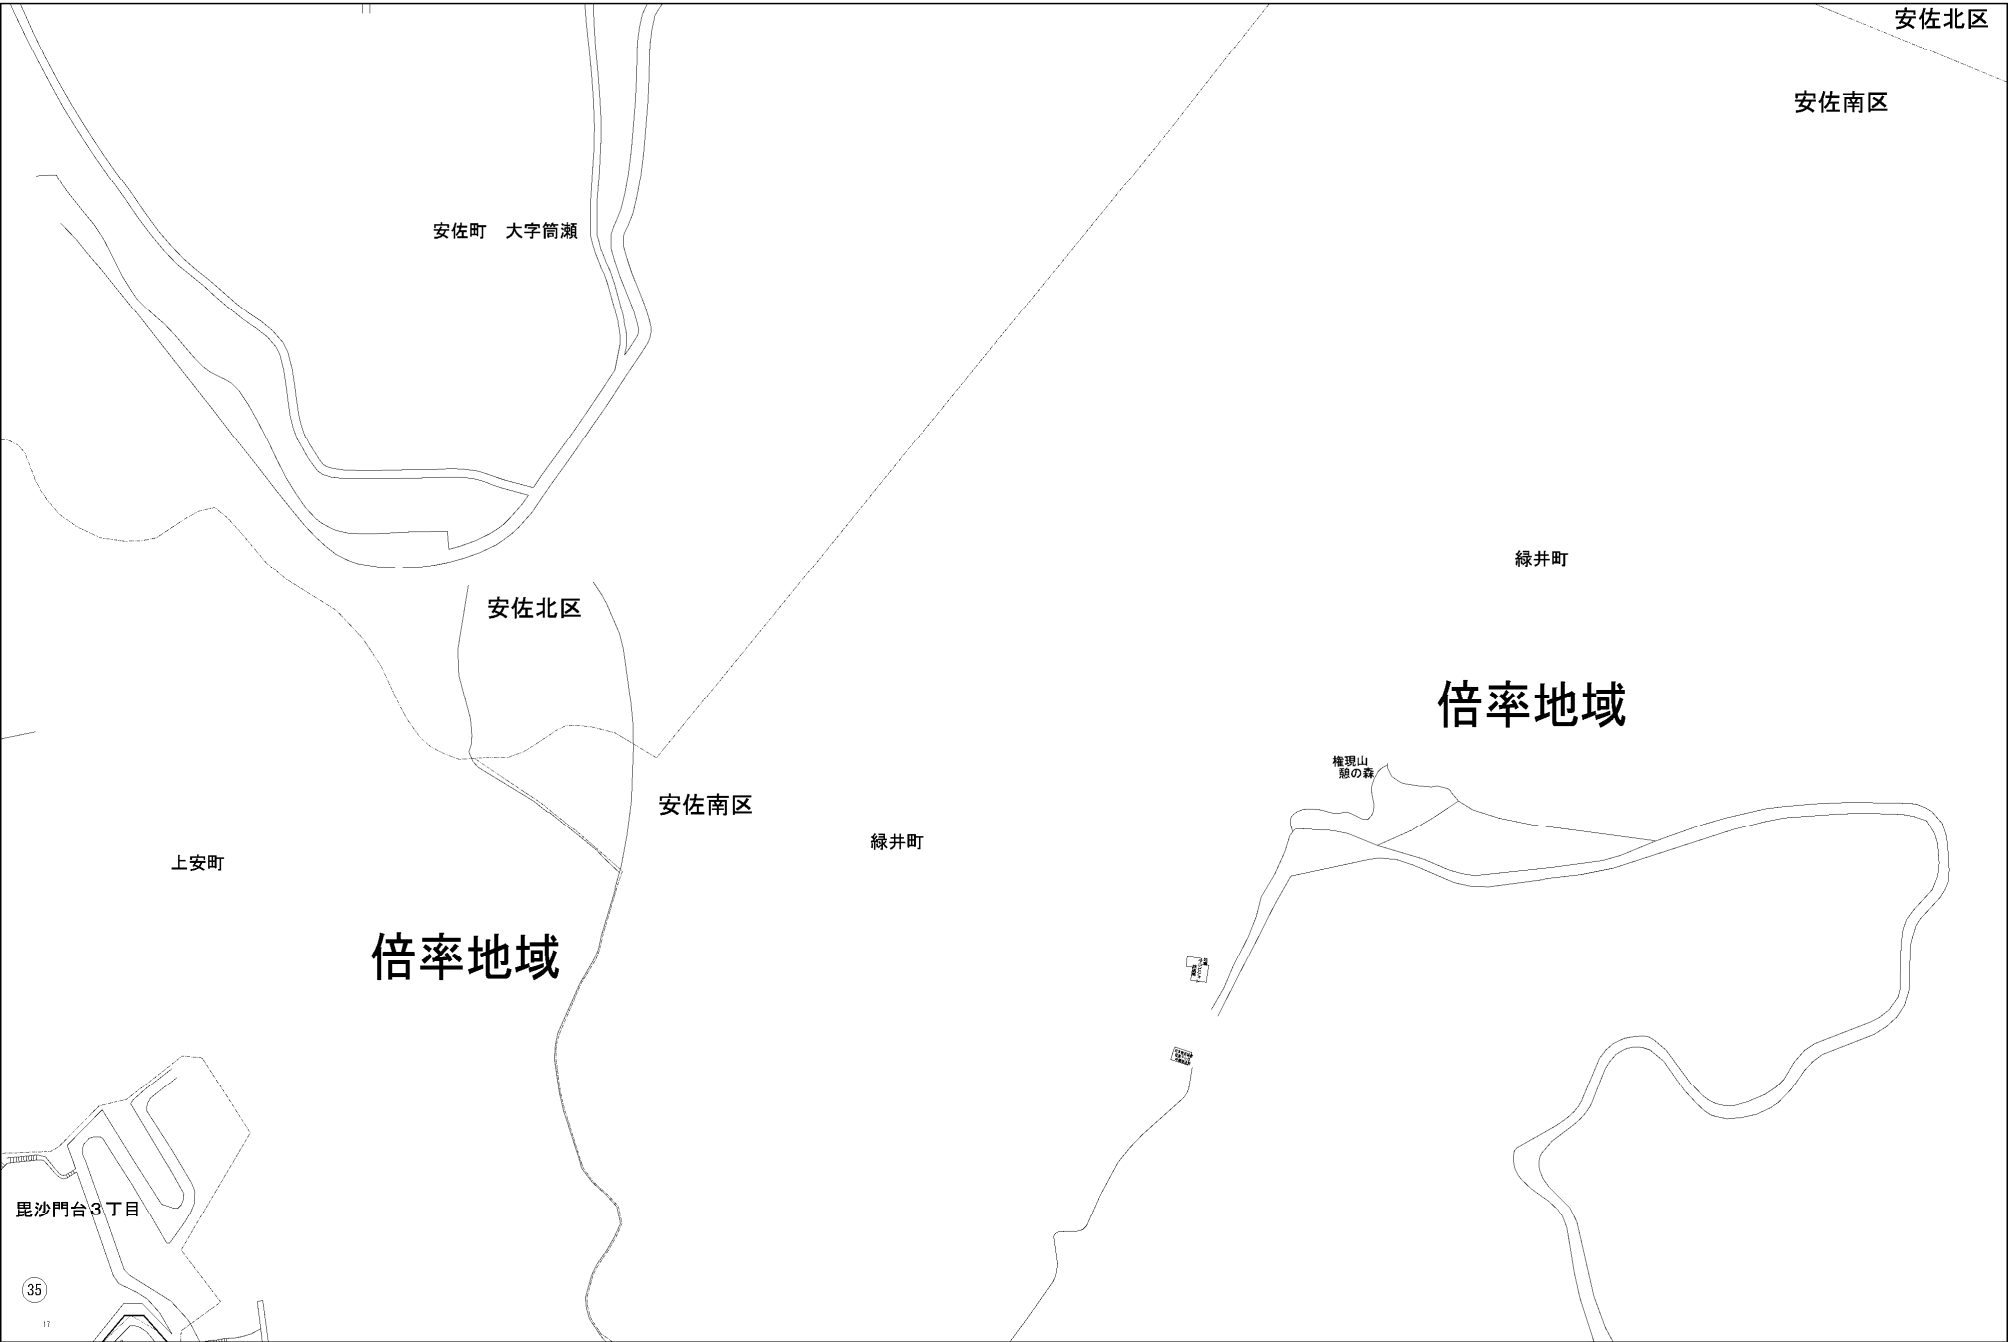 安佐北区
安佐南区
安佐町　大字筒瀬
緑井町
安佐北区
倍率地域
権現山
憩の森
安佐南区
緑井町
上安町
倍率地域
毘沙門台３丁目
35
17